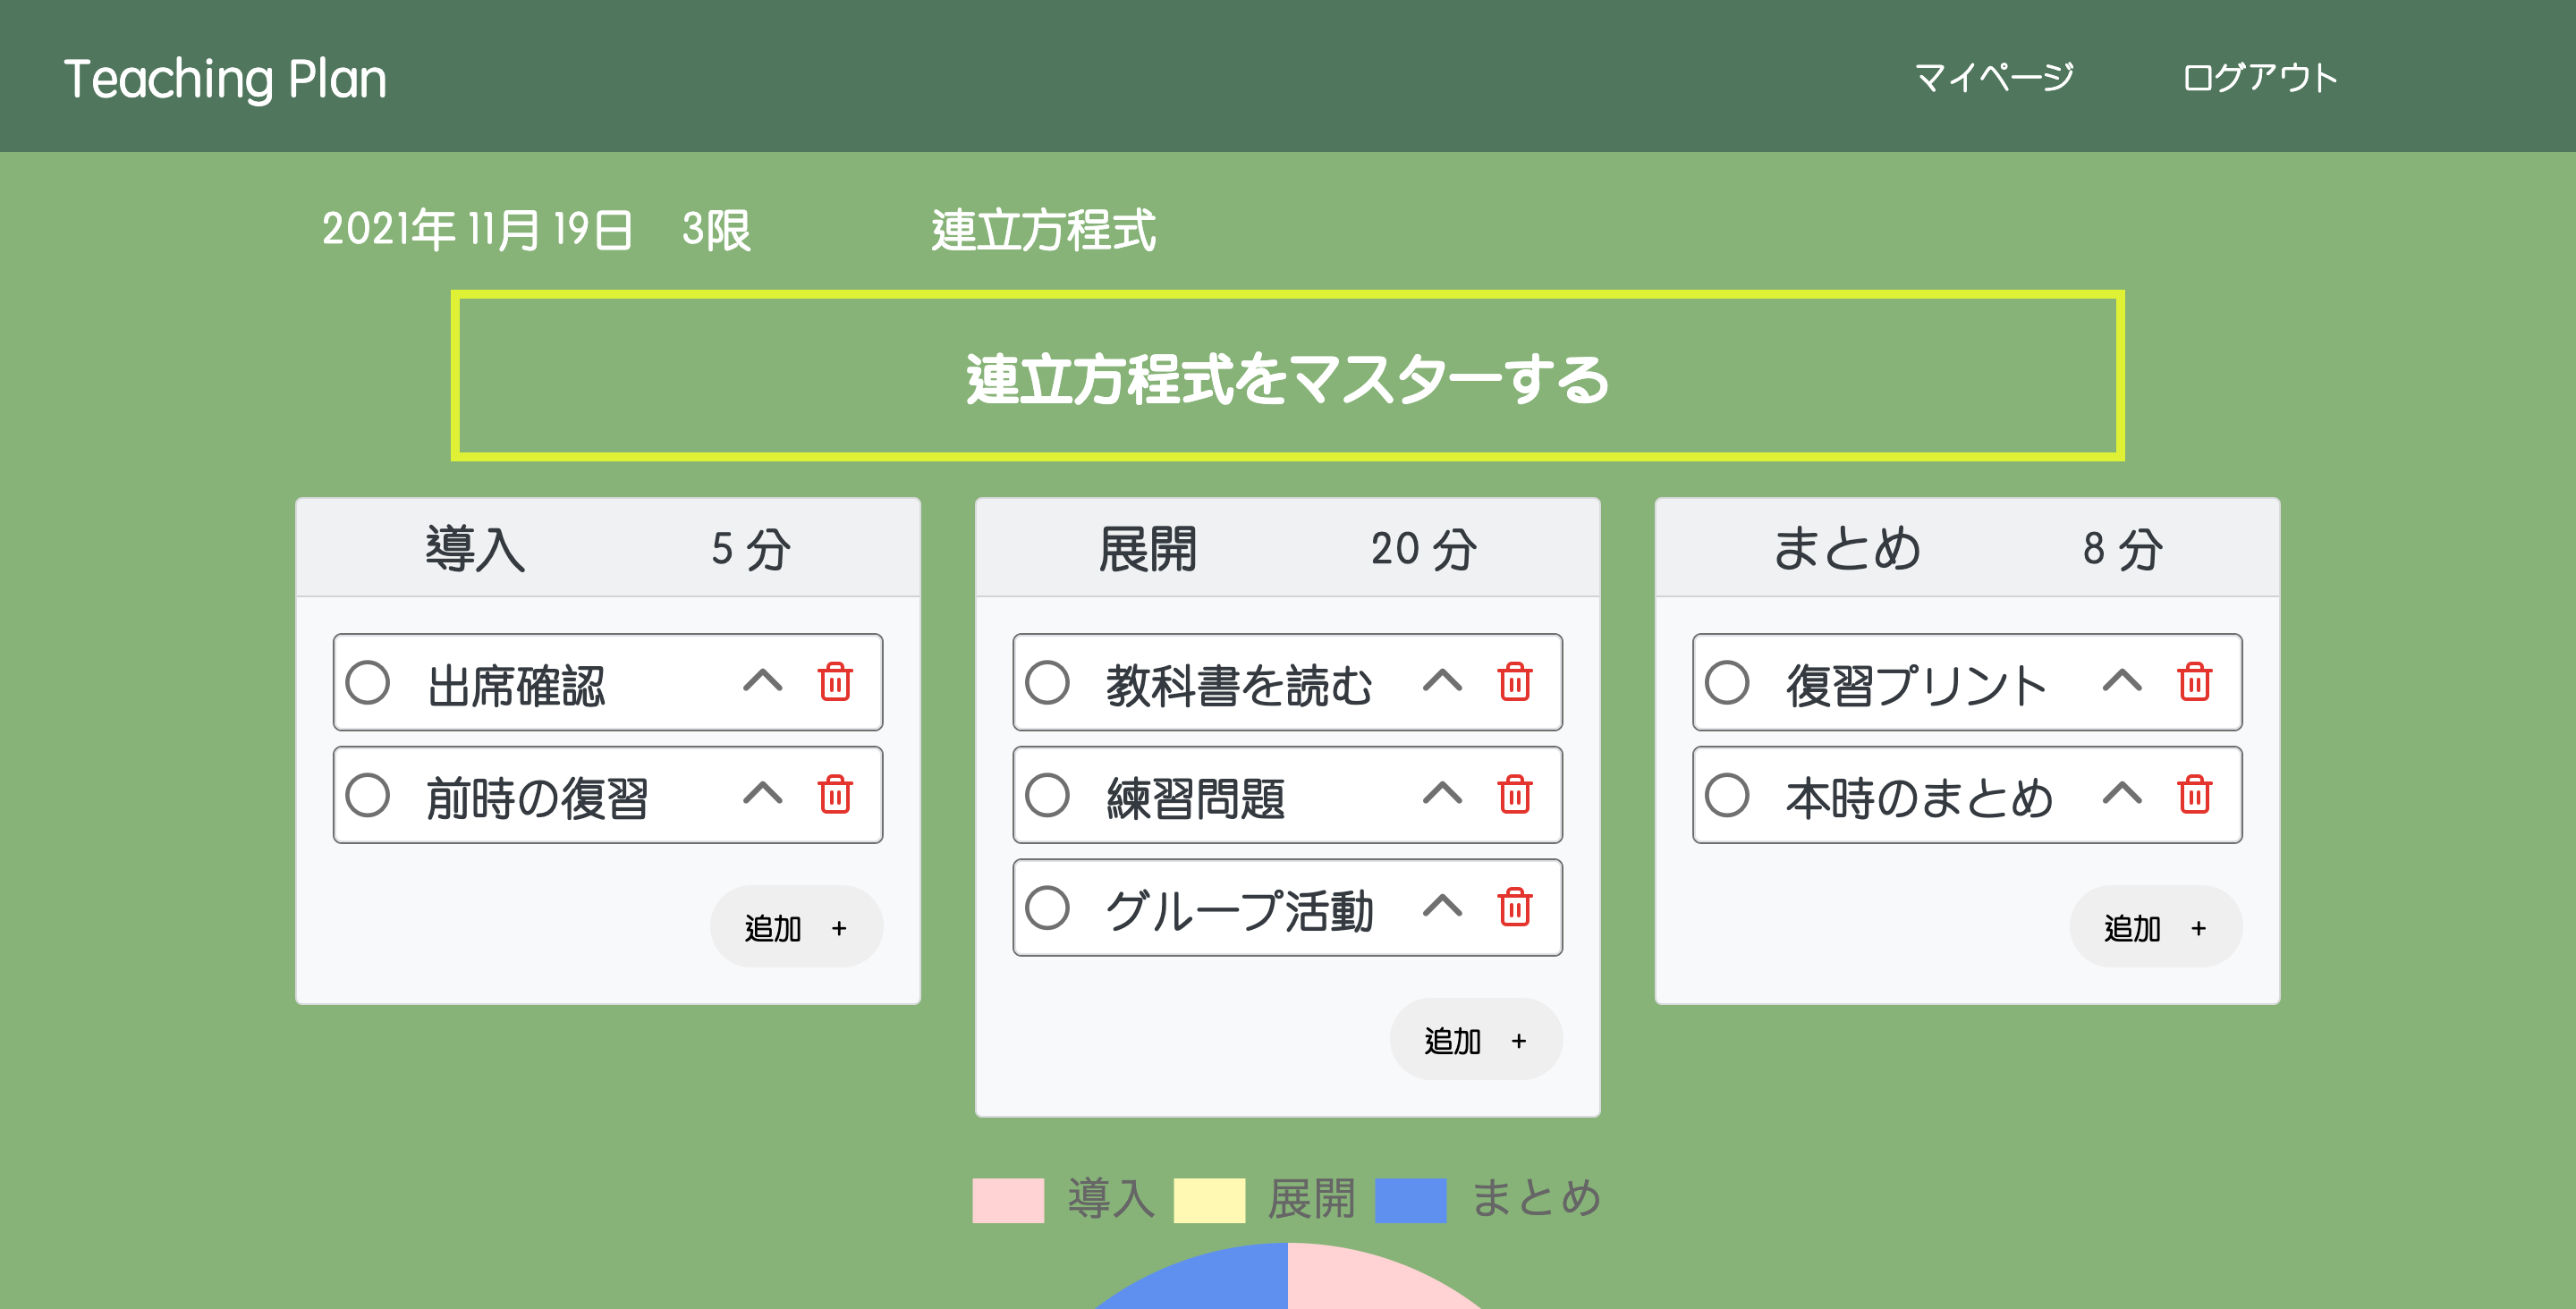 Teaching Plan
マイページ
ログアウト
2021年 11月 19日 3限 連立方程式
連立方程式をマスターする
導入 5 分
出席確認
前時の復習
追加 +
展開 20 分
教科書を読む
練習問題
グループ活動
追加 +
まとめ 8 分
復習プリント
本時のまとめ
追加 +
導入 展開 まとめ